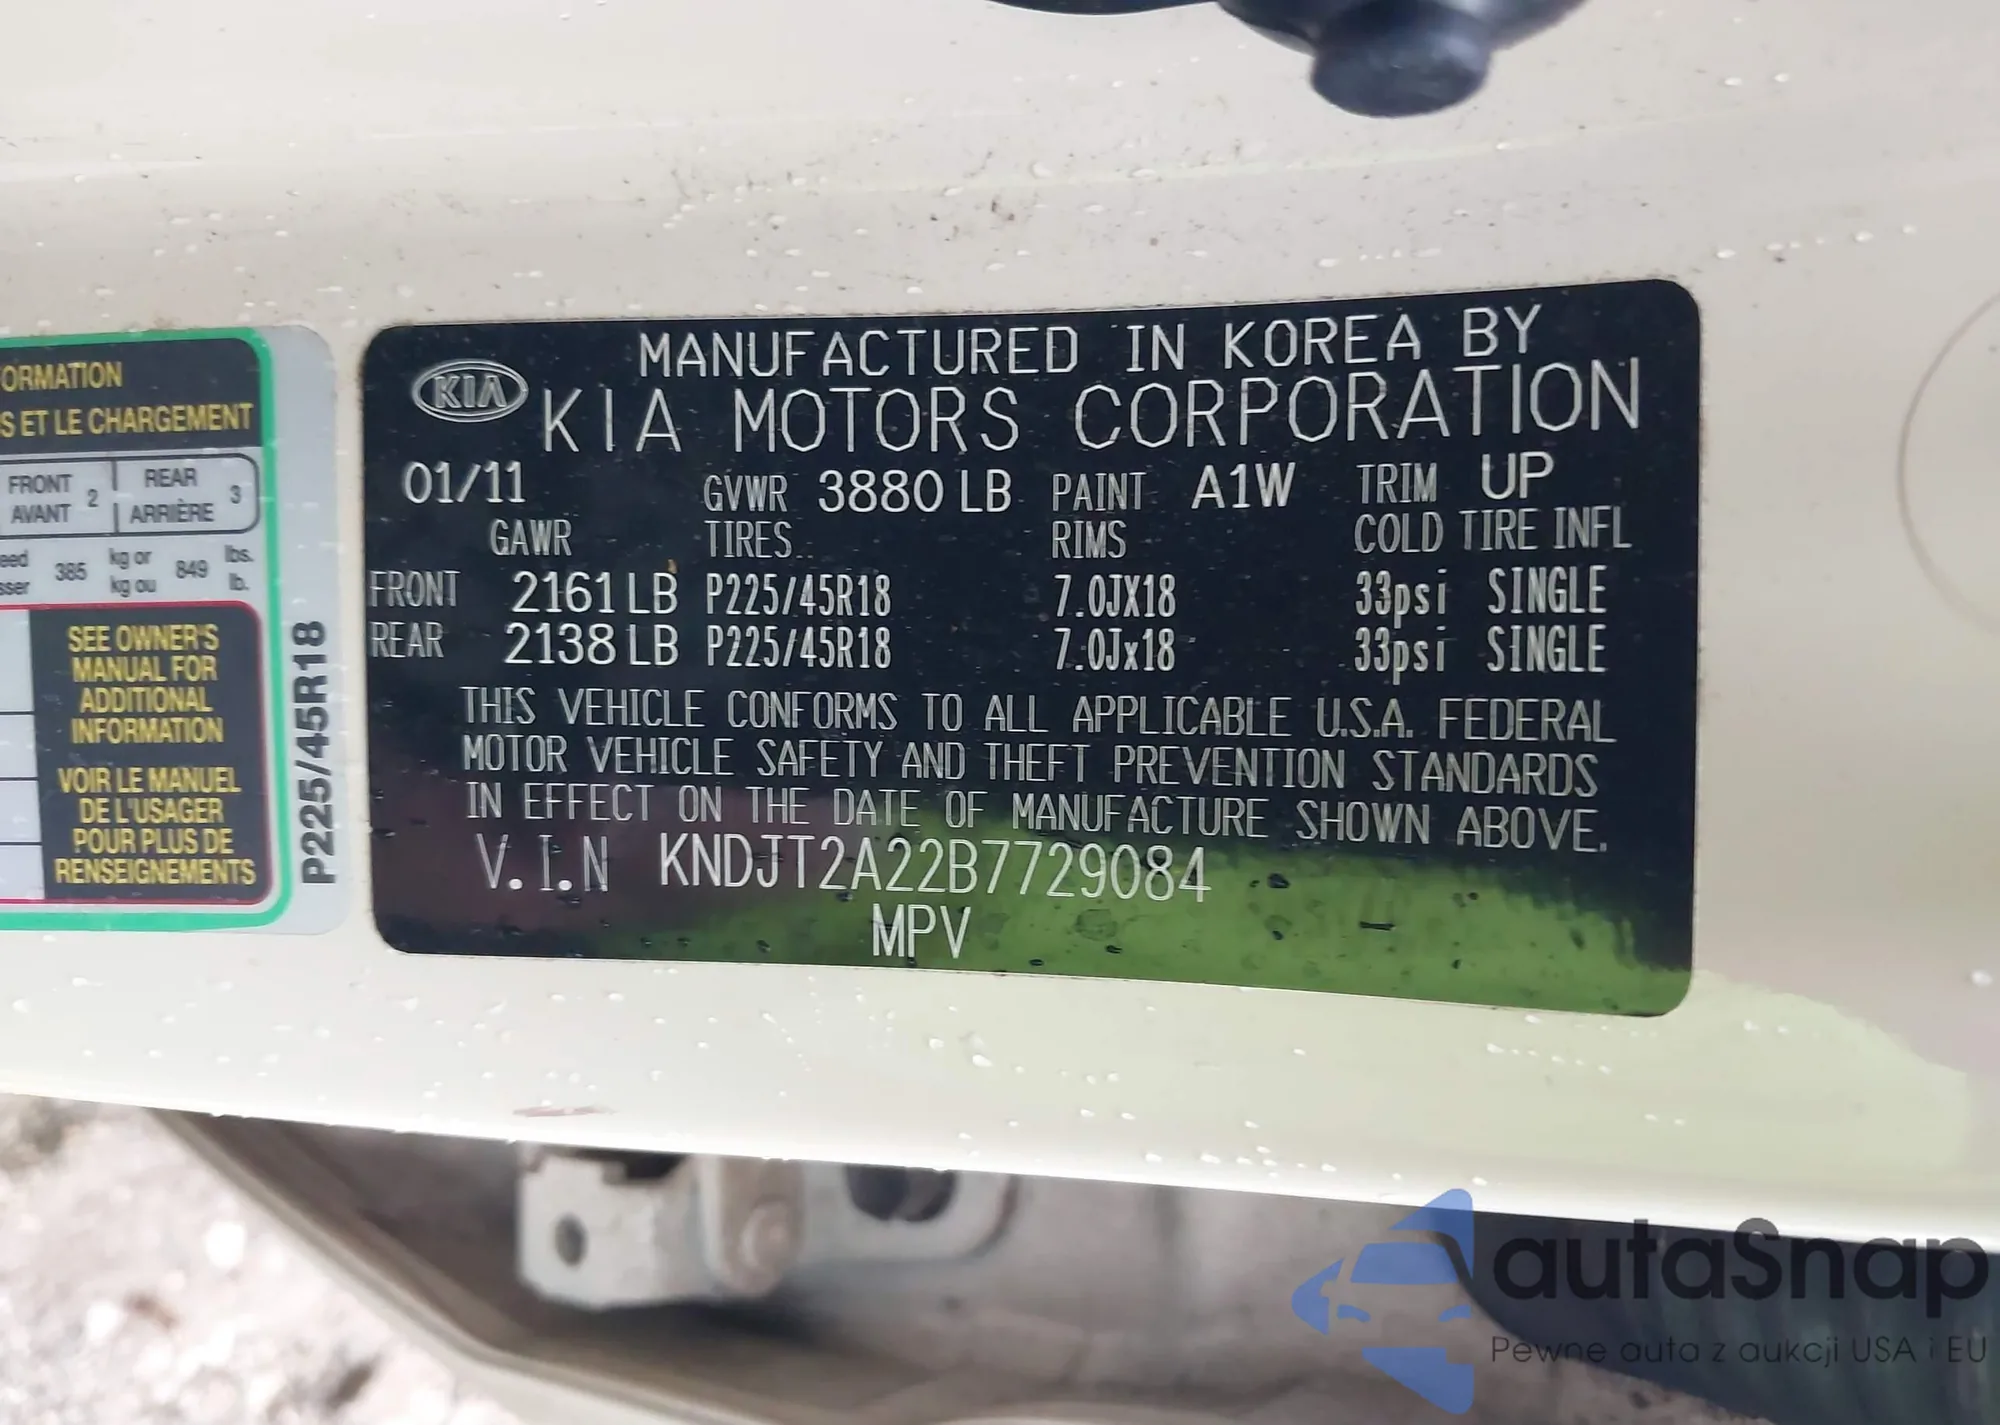 ORMATION
S ET LE CHARGEMENT
FRONT
AVANT 2
REAR
ARRIÈRE 3
eed
sser 385 kg or
kg ou 849 lbs.
lb.
SEE OWNER'S
MANUAL FOR
ADDITIONAL
INFORMATION
VOIR LE MANUEL
DE L'USAGER
POUR PLUS DE
RENSEIGNEMENTS
P225/45R18
MANUFACTURED IN KOREA BY
KIA KIA MOTORS CORPORATION
01/11 GVWR 3880 LB PAINT A1W TRIM UP
GAWR TIRES RIMS COLD TIRE INFL
FRONT 2161 LB P225/45R18 7.0JX18 33psi SINGLE
REAR 2138 LB P225/45R18 7.0Jx18 33psi SINGLE
THIS VEHICLE CONFORMS TO ALL APPLICABLE U.S.A. FEDERAL
MOTOR VEHICLE SAFETY AND THEFT PREVENTION STANDARDS
IN EFFECT ON THE DATE OF MANUFACTURE SHOWN ABOVE.
V.I.N KNDJT2A22B7729084
MPV
autaSnap
Pewne auta z aukcji USA i EU